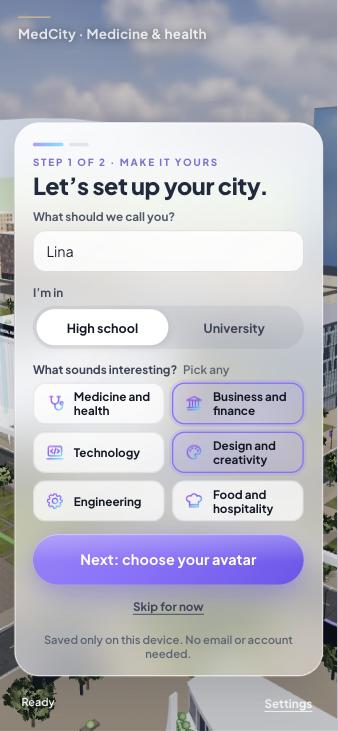 MedCity · Medicine & health
STEP 1 OF 2 · MAKE IT YOURS
Let’s set up your city.
What should we call you?
Lina
I’m in
High school
University
What sounds interesting? Pick any
Medicine and
health
Business and
finance
Technology
Design and
creativity
Engineering
Food and
hospitality
Next: choose your avatar
Skip for now
Saved only on this device. No email or account
needed.
Ready
Settings